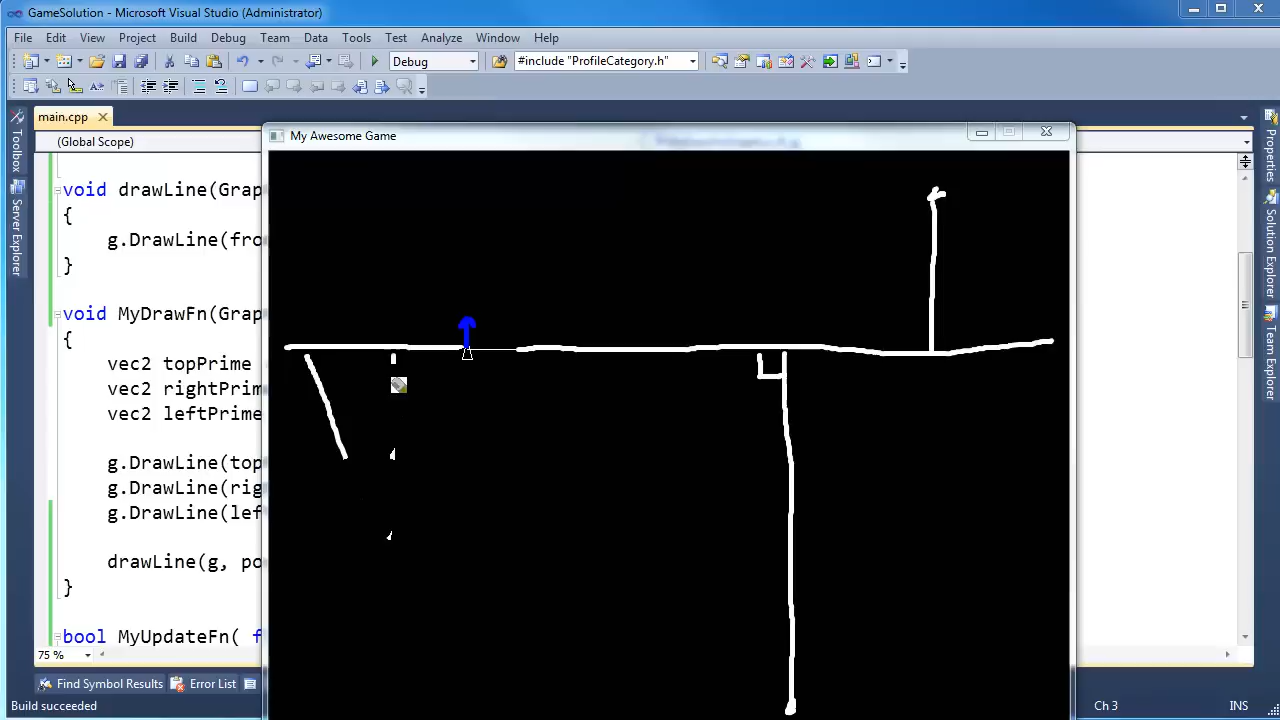 GameSolution - Microsoft Visual Studio (Administrator)
File Edit View Project Build Debug Team Data Tools Test Analyze Window Help
Debug #include "ProfileCategory.h"
main.cpp
(Global Scope)
My Awesome Game
void drawLine(Grap
{
g.DrawLine(fro
}
void MyDrawFn(Grap
{
vec2 topPrime
vec2 rightPrime
vec2 leftPrime
g.DrawLine(top
g.DrawLine(rig
g.DrawLine(lef
drawLine(g, po
}
bool MyUpdateFn( f
75 %
Toolbox
Server Explorer
Properties
Solution Explorer
Team Explorer
Find Symbol Results Error List
Build succeeded Ch 3 INS